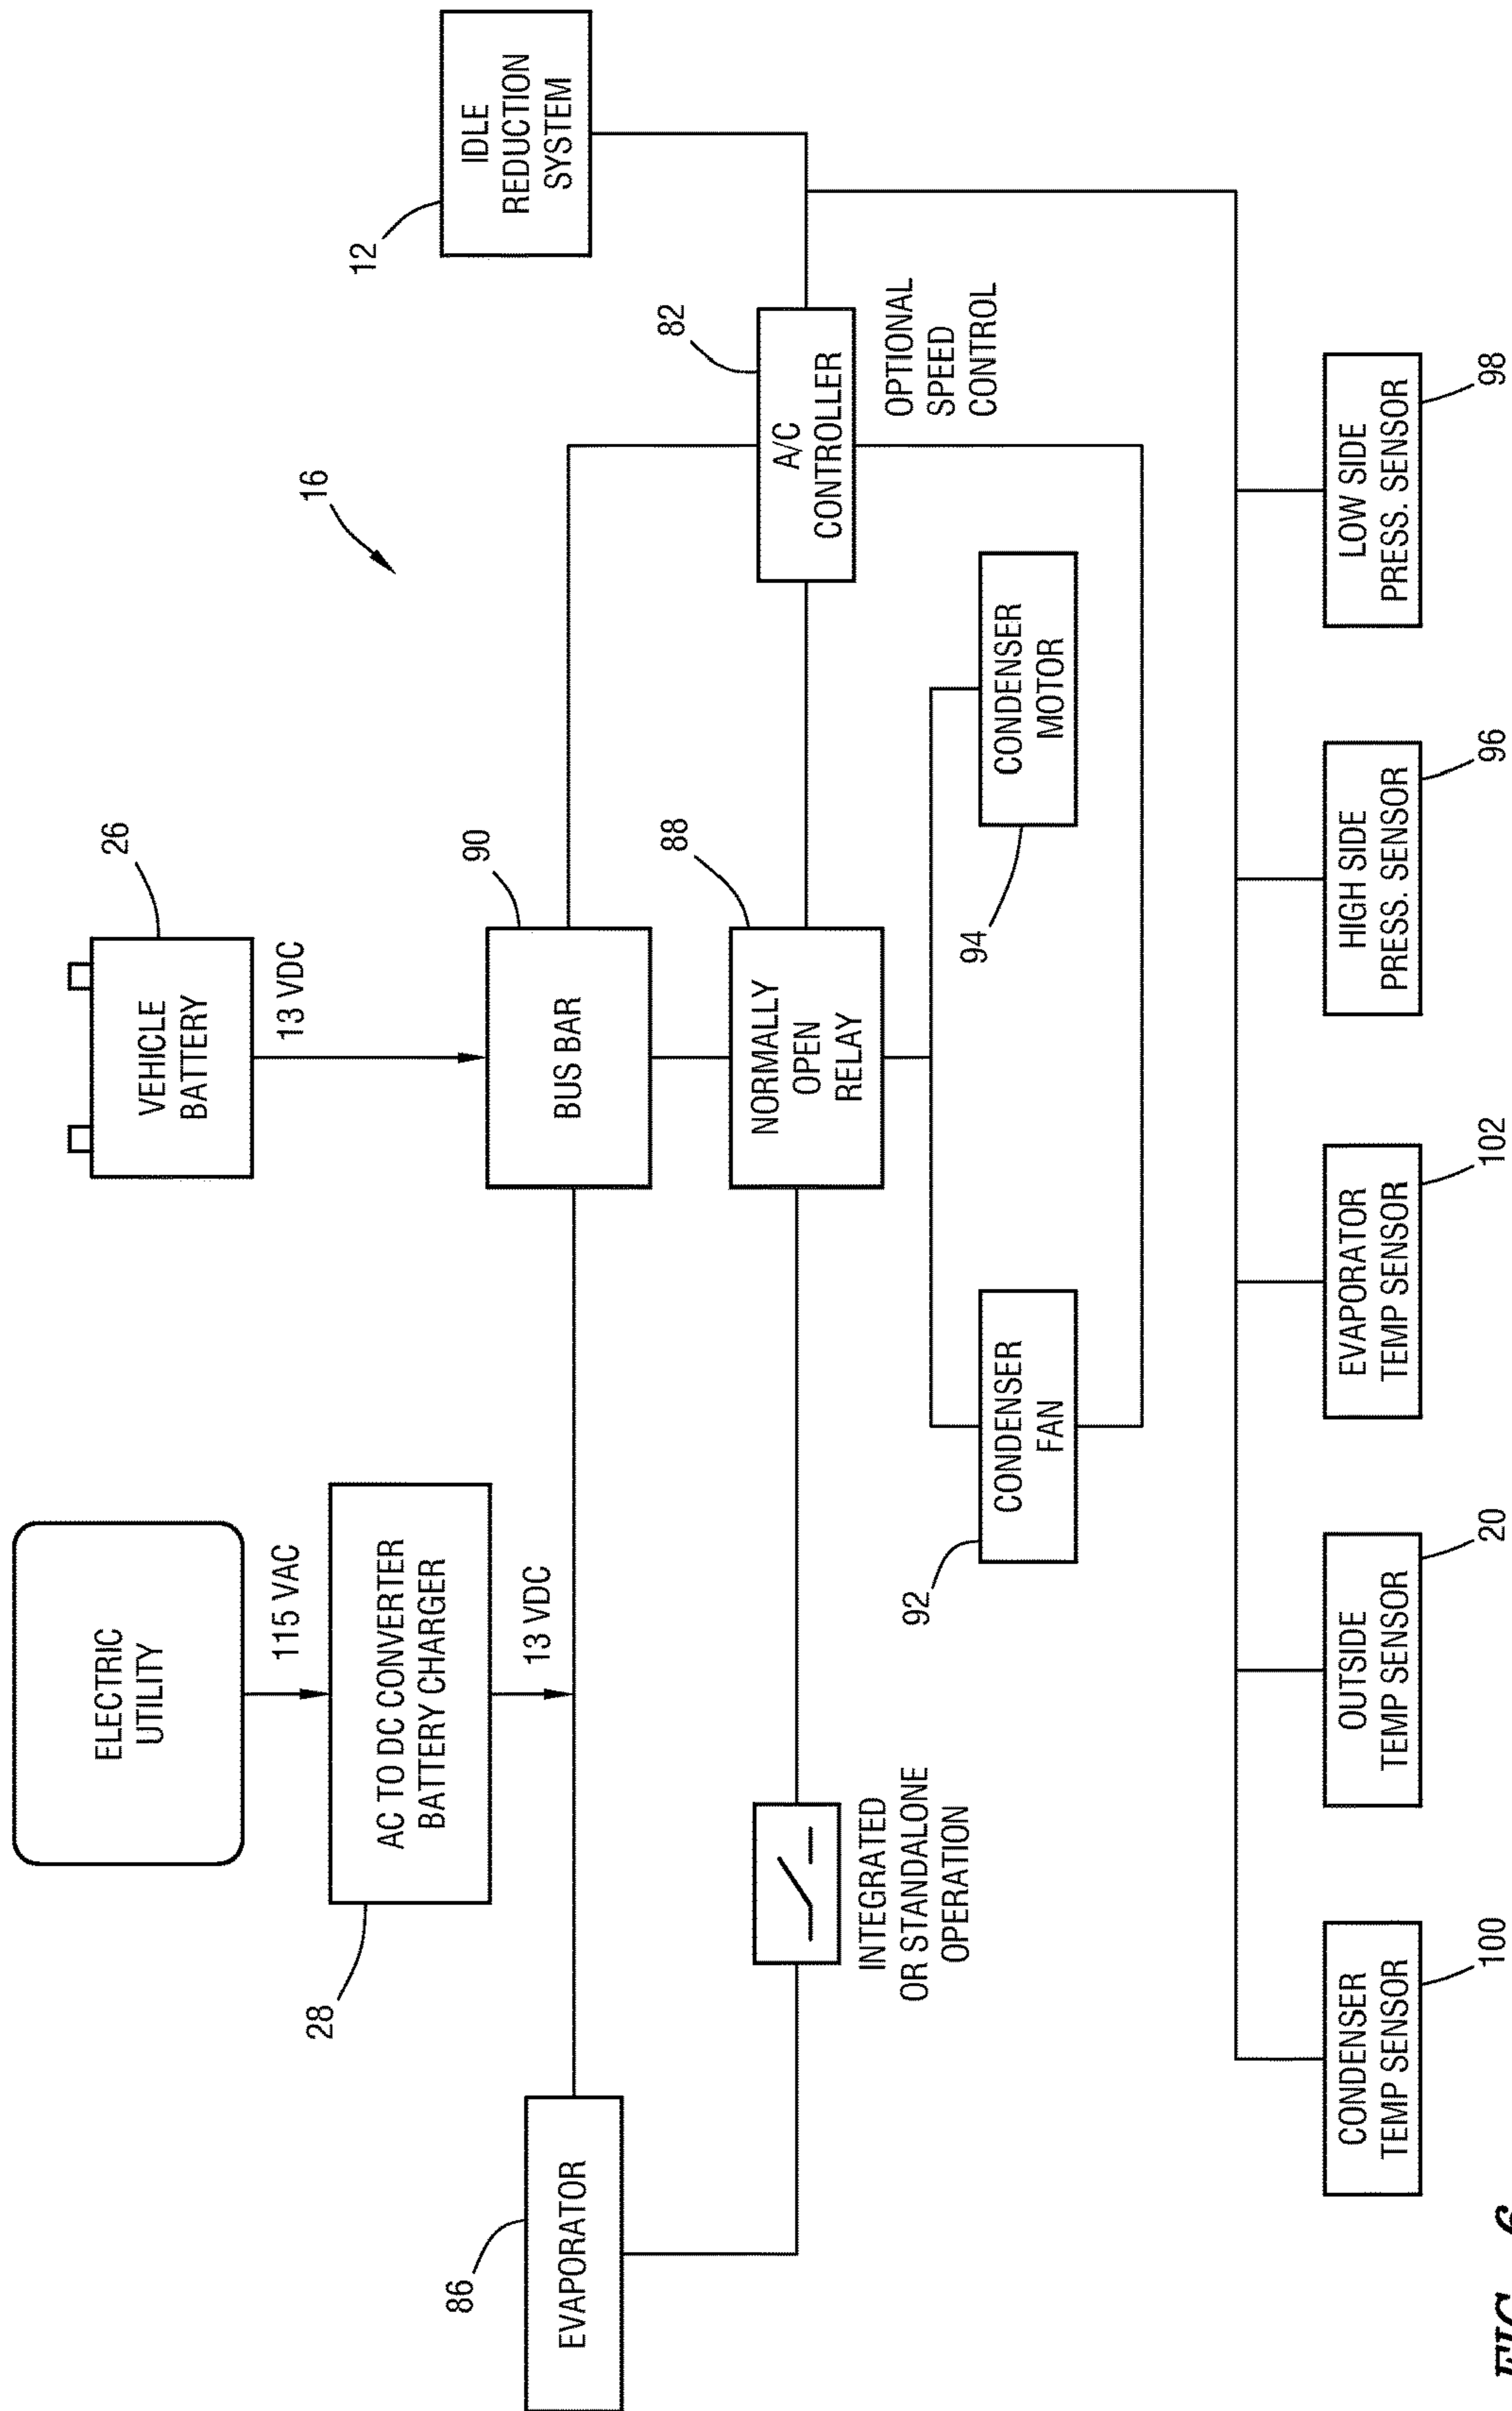 ELECTRIC
UTILITY
115 VAC
AC TO DC CONVERTER
BATTERY CHARGER
28
13 VDC
VEHICLE
BATTERY
26
13 VDC
16
IDLE
REDUCTION
SYSTEM
12
EVAPORATOR
86
BUS BAR
90
INTEGRATED
OR STANDALONE
OPERATION
NORMALLY
OPEN
RELAY
88
A/C
CONTROLLER
82
OPTIONAL
SPEED
CONTROL
CONDENSER
FAN
92
CONDENSER
MOTOR
94
CONDENSER
TEMP SENSOR
100
OUTSIDE
TEMP SENSOR
20
EVAPORATOR
TEMP SENSOR
102
HIGH SIDE
PRESS. SENSOR
96
LOW SIDE
PRESS. SENSOR
98
FIG. 6